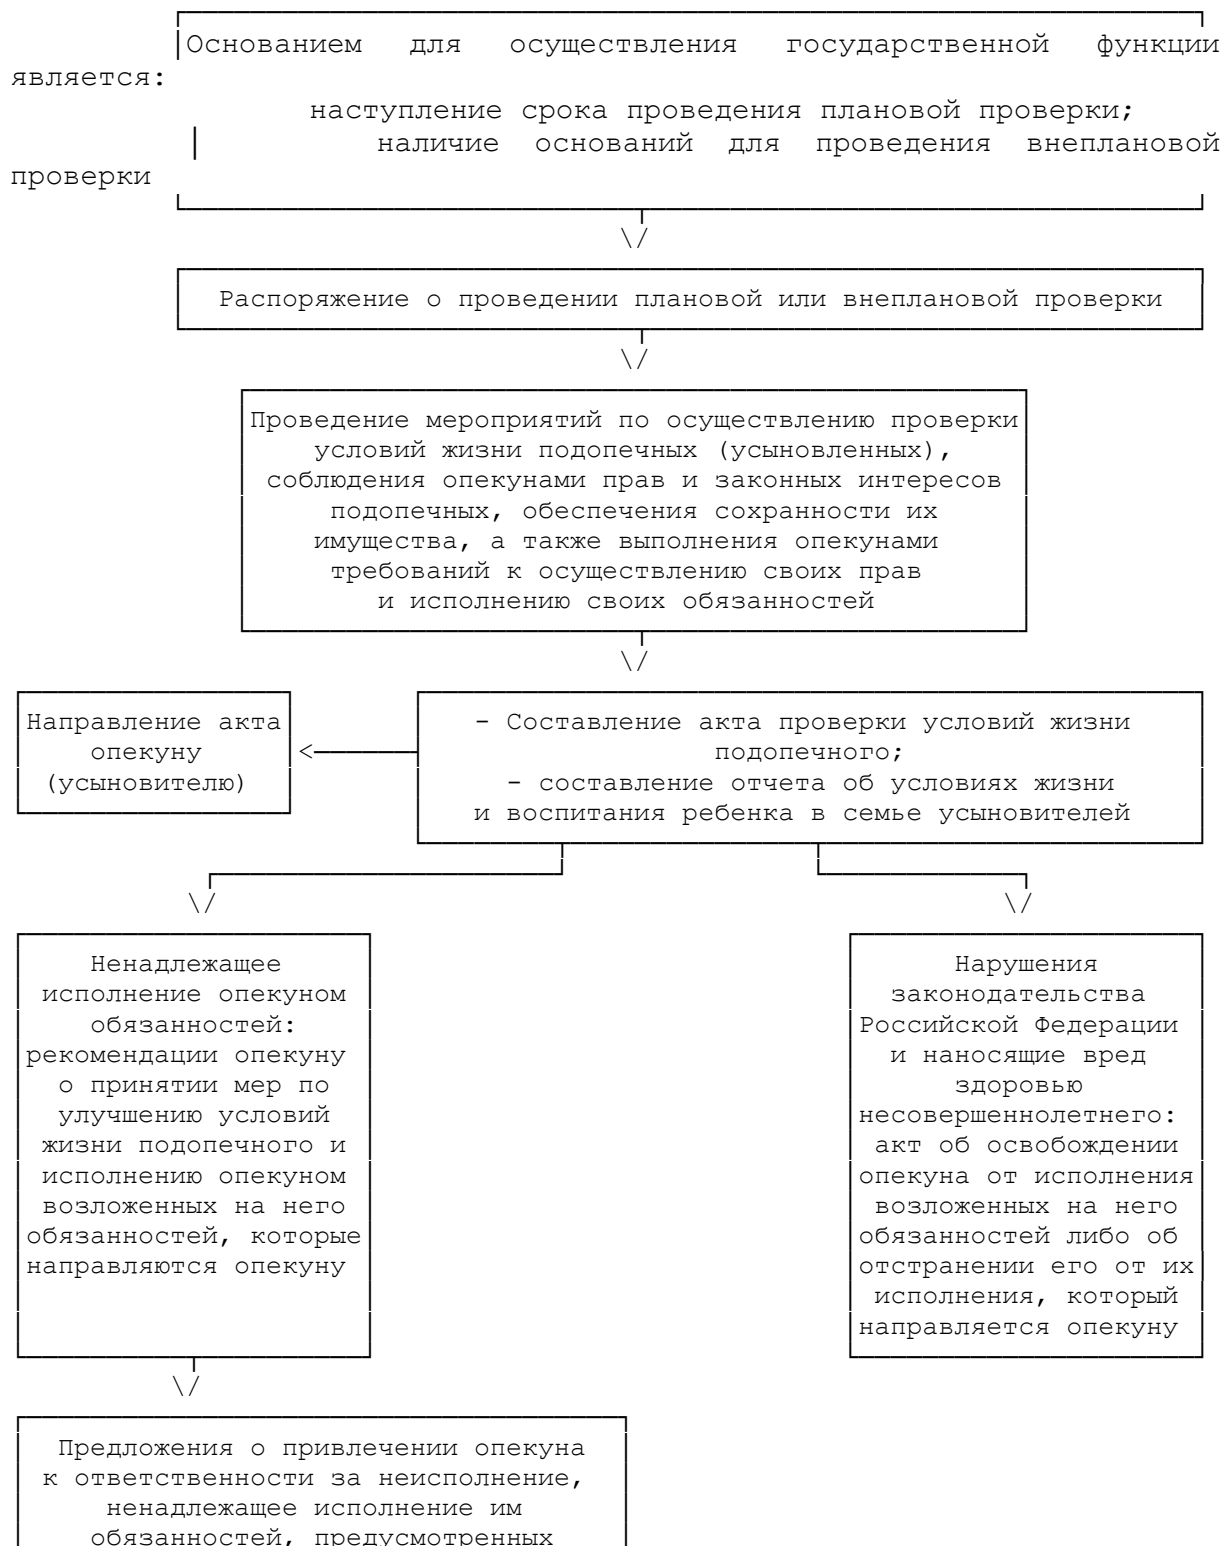 Основанием для осуществления государственной функции
является:
наступление срока проведения плановой проверки;
наличие оснований для проведения внеплановой
проверки
\/
Распоряжение о проведении плановой или внеплановой проверки
\/
Проведение мероприятий по осуществлению проверки
условий жизни подопечных (усыновленных),
соблюдения опекунами прав и законных интересов
подопечных, обеспечения сохранности их
имущества, а также выполнения опекунами
требований к осуществлению своих прав
и исполнению своих обязанностей
\/
Направление акта
опекуну
(усыновителю)
<
- Составление акта проверки условий жизни
подопечного;
- составление отчета об условиях жизни
и воспитания ребенка в семье усыновителей
\/
\/
Ненадлежащее
исполнение опекуном
обязанностей:
рекомендации опекуну
о принятии мер по
улучшению условий
жизни подопечного и
исполнению опекуном
возложенных на него
обязанностей, которые
направляются опекуну
Нарушения
законодательства
Российской Федерации
и наносящие вред
здоровью
несовершеннолетнего:
акт об освобождении
опекуна от исполнения
возложенных на него
обязанностей либо об
отстранении его от их
исполнения, который
направляется опекуну
\/
Предложения о привлечении опекуна
к ответственности за неисполнение,
ненадлежащее исполнение им
обязанностей, предусмотренных